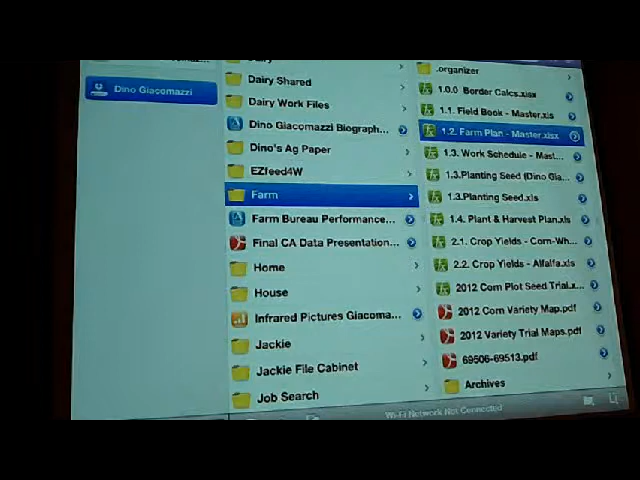 Dino Giacomazzi
Dairy Shared
Dairy Work Files
Dino Giacomazzi Biograph...
Dino's Ag Paper
EZfeed4W
Farm
Farm Bureau Performance...
Final CA Data Presentation...
Home
House
Infrared Pictures Giacoma...
Jackie
Jackie File Cabinet
Job Search
.organizer
1.0.0 Border Calcs.xlsx
1.1. Field Book - Master.xls
1.2. Farm Plan - Master.xlsx
1.3. Work Schedule - Mast...
1.3.Planting Seed (Dino Gia...
1.3.Planting Seed.xls
1.4. Plant & Harvest Plan.xls
2.1. Crop Yields - Corn-Wh...
2.2. Crop Yields - Alfalfa.xls
2012 Corn Plot Seed Trial.x...
2012 Corn Variety Map.pdf
2012 Variety Trial Maps.pdf
69506-69513.pdf
Archives
Wi-Fi Network Not Connected